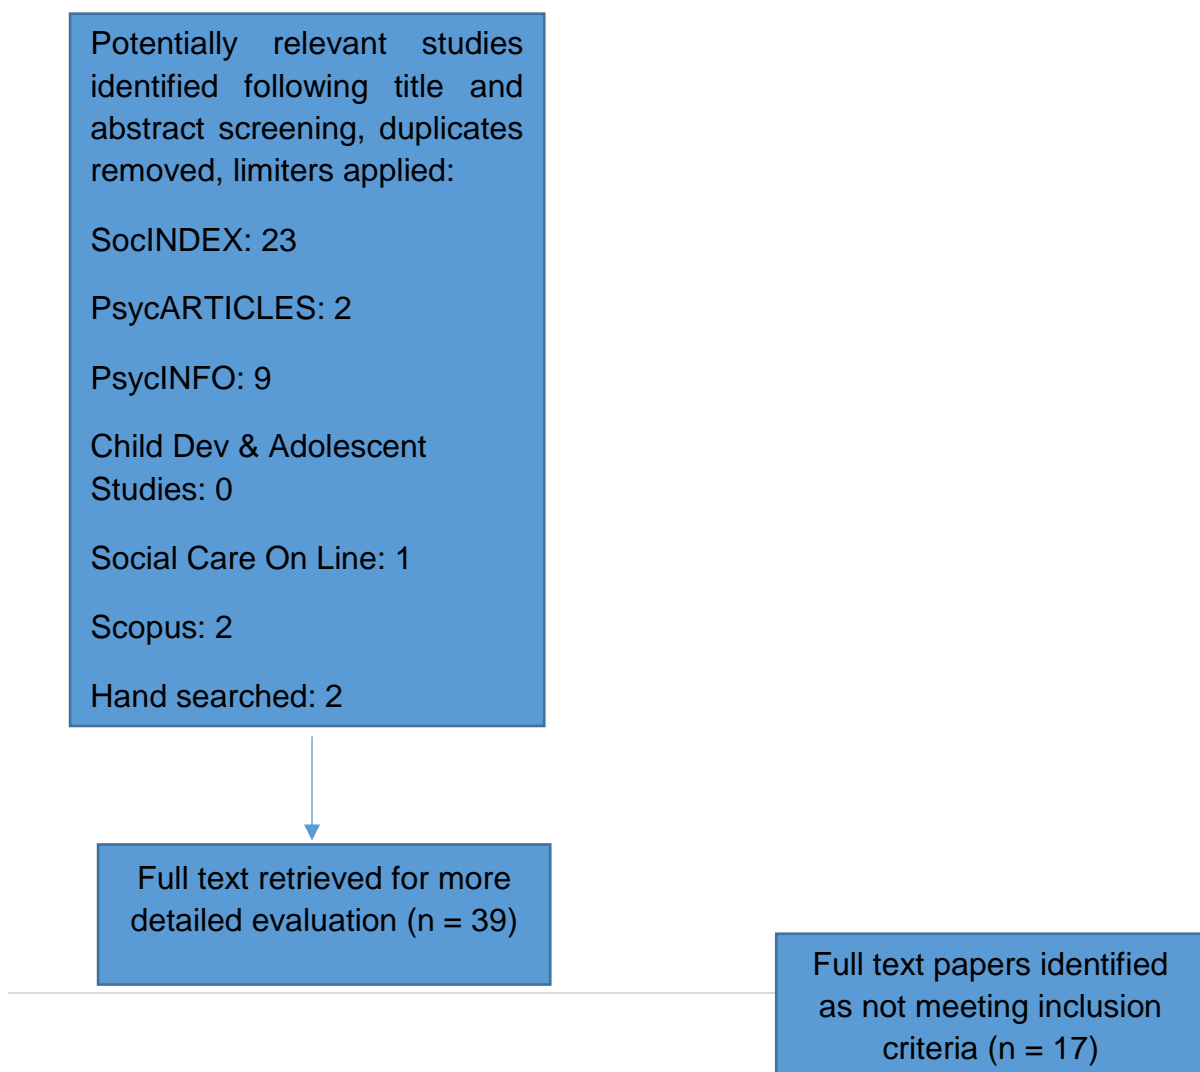 Potentially relevant studies
identified following title and
abstract screening, duplicates
removed, limiters applied:
SocINDEX: 23
PsycARTICLES: 2
PsycINFO: 9
Child Dev & Adolescent
Studies: 0
Social Care On Line: 1
Scopus: 2
Hand searched: 2
Full text retrieved for more
detailed evaluation (n = 39)
Full text papers identified
as not meeting inclusion
criteria (n = 17)